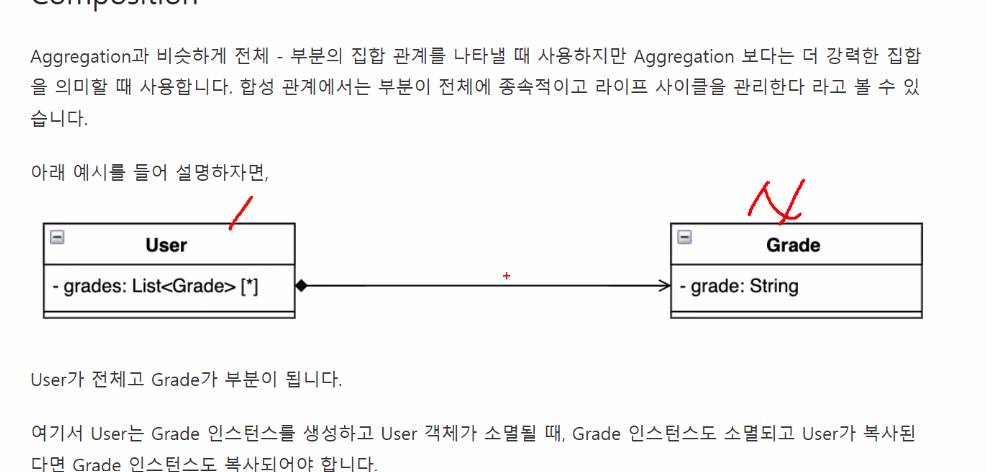 Composition
Aggregation과 비슷하게 전체 - 부분의 집합 관계를 나타낼 때 사용하지만 Aggregation 보다는 더 강력한 집합
을 의미할 때 사용합니다. 합성 관계에서는 부분이 전체에 종속적이고 라이프 사이클을 관리한다 라고 볼 수 있
습니다.
아래 예시를 들어 설명하자면,
1
N
User
Grade
- grades: List<Grade> [*]
- grade: String
User가 전체고 Grade가 부분이 됩니다.
여기서 User는 Grade 인스턴스를 생성하고 User 객체가 소멸될 때, Grade 인스턴스도 소멸되고 User가 복사된
다면 Grade 인스턴스도 복사되어야 합니다.